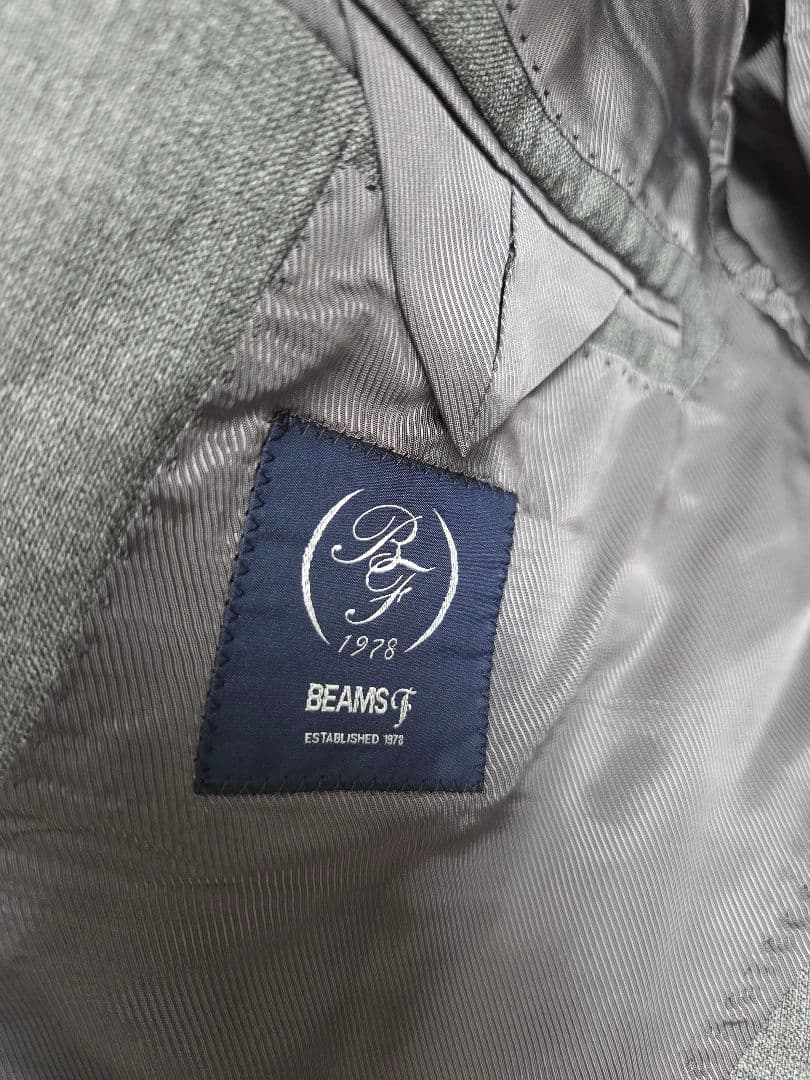 BF
1978
BEAMS F
ESTABLISHED 1978